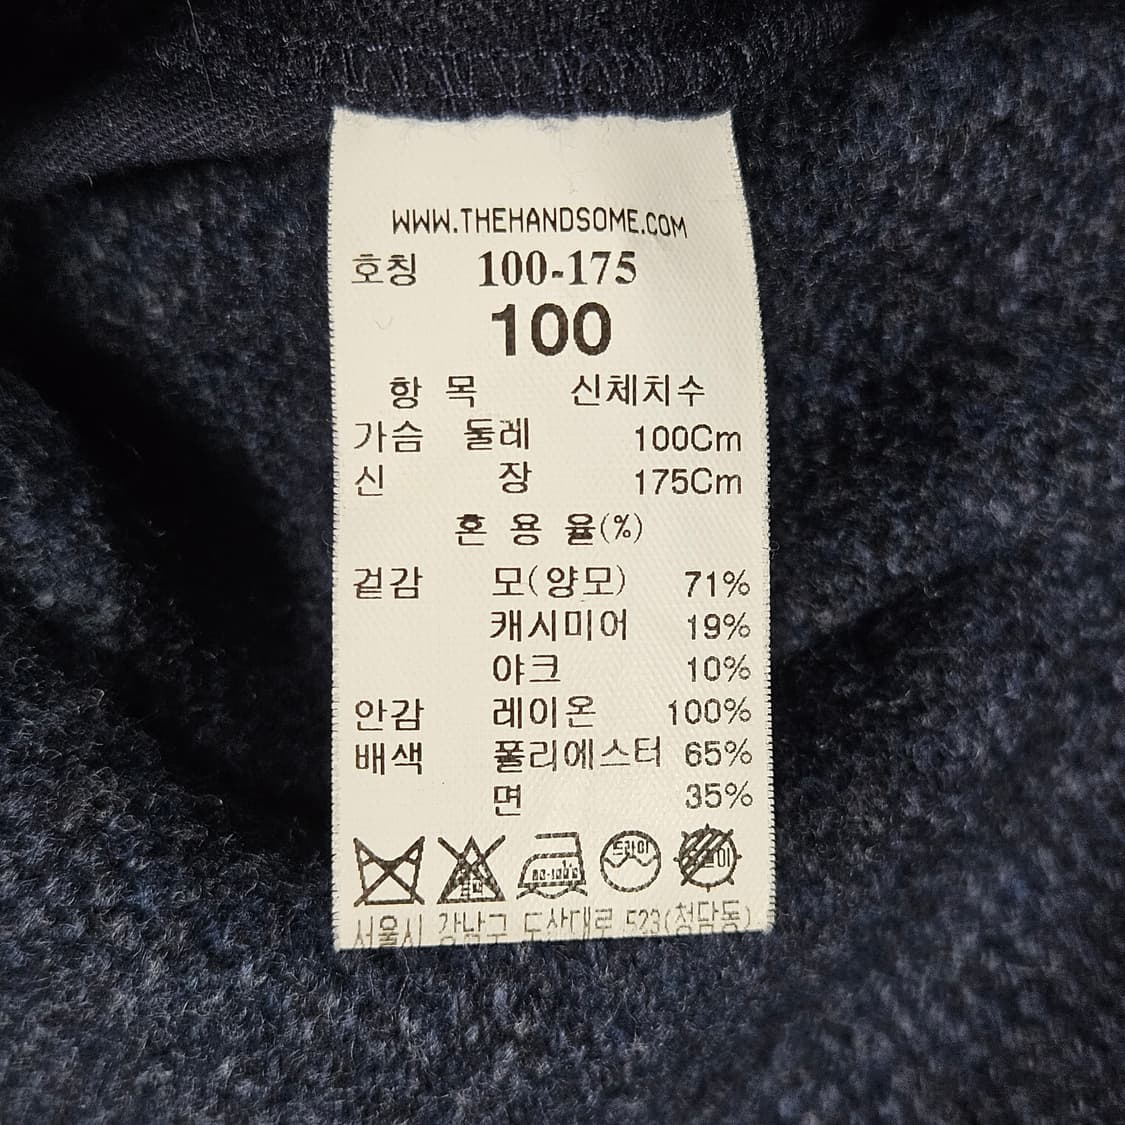 WWW.THEHANDSOME.COM
호칭 100-175
100
항 목 신체치수
가슴 둘레 100Cm
신 장 175Cm
혼 용 율(%)
겉감 모(양모) 71%
캐시미어 19%
야크 10%
안감 레이온 100%
배색 폴리에스터 65%
면 35%
드라이
서울시 강남구 도산대로 523(청담동)